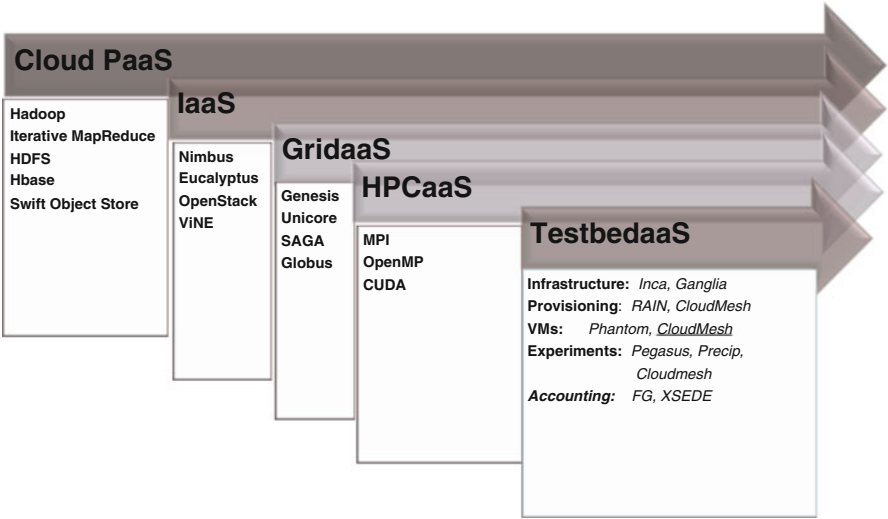 Cloud PaaS
Hadoop
Iterative MapReduce
HDFS
Hbase
Swift Object Store
IaaS
Nimbus
Eucalyptus
OpenStack
ViNE
GridaaS
Genesis
Unicore
SAGA
Globus
HPCaaS
MPI
OpenMP
CUDA
TestbedaaS
Infrastructure: Inca, Ganglia
Provisioning: RAIN, CloudMesh
VMs: Phantom, CloudMesh
Experiments: Pegasus, Precip,
Cloudmesh
Accounting: FG, XSEDE